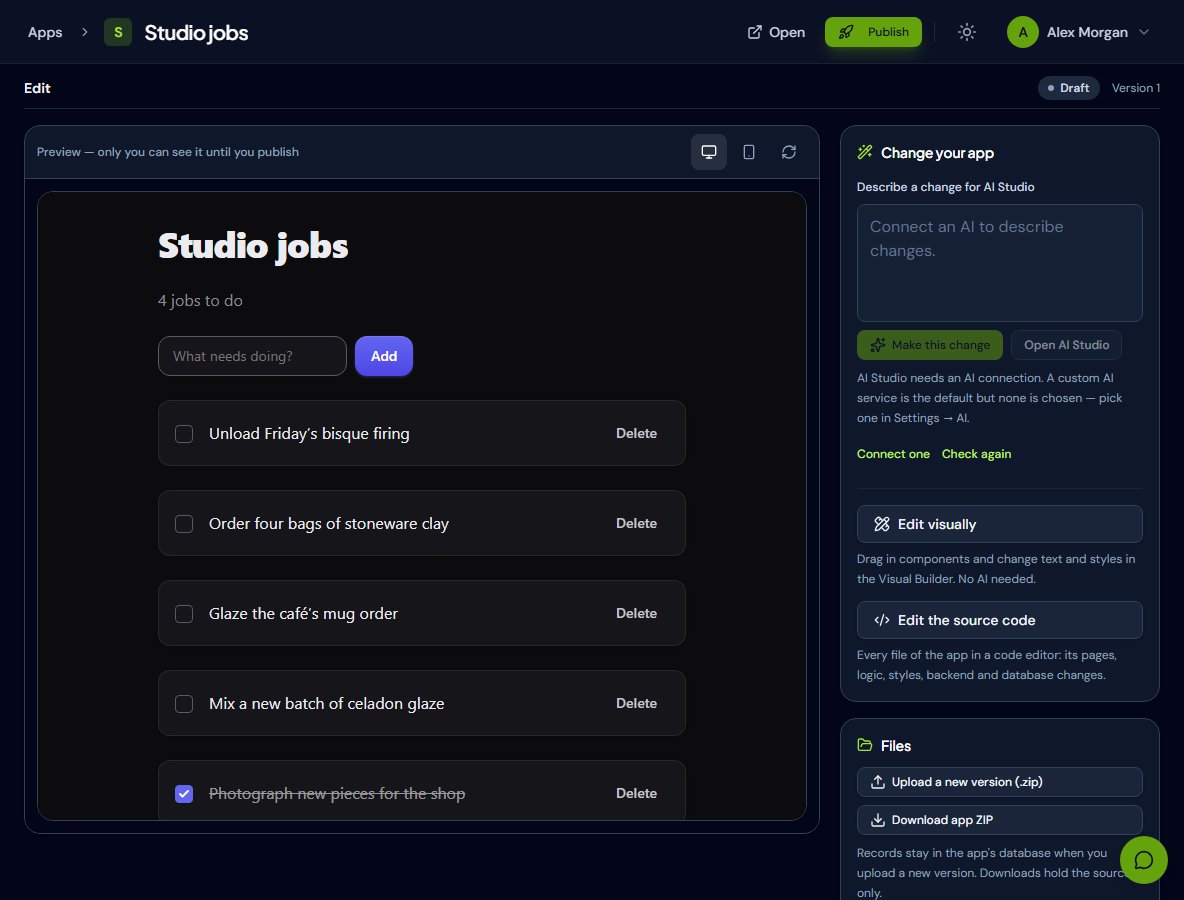 Apps
S
Studio jobs
Open
Publish
A
Alex Morgan
Edit
Draft
Version 1
Preview — only you can see it until you publish
Studio jobs
4 jobs to do
What needs doing?
Add
Unload Friday’s bisque firing
Delete
Order four bags of stoneware clay
Delete
Glaze the café’s mug order
Delete
Mix a new batch of celadon glaze
Delete
Photograph new pieces for the shop
Delete
Change your app
Describe a change for AI Studio
Connect an AI to describe
changes.
Make this change
Open AI Studio
AI Studio needs an AI connection. A custom AI
service is the default but none is chosen — pick
one in Settings → AI.
Connect one
Check again
Edit visually
Drag in components and change text and styles in
the Visual Builder. No AI needed.
Edit the source code
Every file of the app in a code editor: its pages,
logic, styles, backend and database changes.
Files
Upload a new version (.zip)
Download app ZIP
Records stay in the app's database when you
upload a new version. Downloads hold the
only.